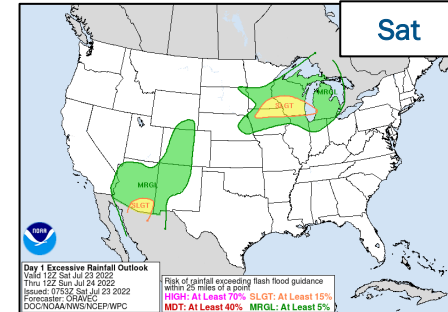 Sat
MRGL
SLGT
MRGL
SLGT
NOAA
Day 1 Excessive Rainfall Outlook
Valid 12Z Sat Jul 23 2022
Thru 12Z Sun Jul 24 2022
Issued: 0753Z Sat Jul 23 2022
Forecaster: ORAVEC
DOC/NOAA/NWS/NCEP/WPC
Risk of rainfall exceeding flash flood guidance
within 25 miles of a point
HIGH: At Least 70% SLGT: At Least 15%
MDT: At Least 40% MRGL: At Least 5%